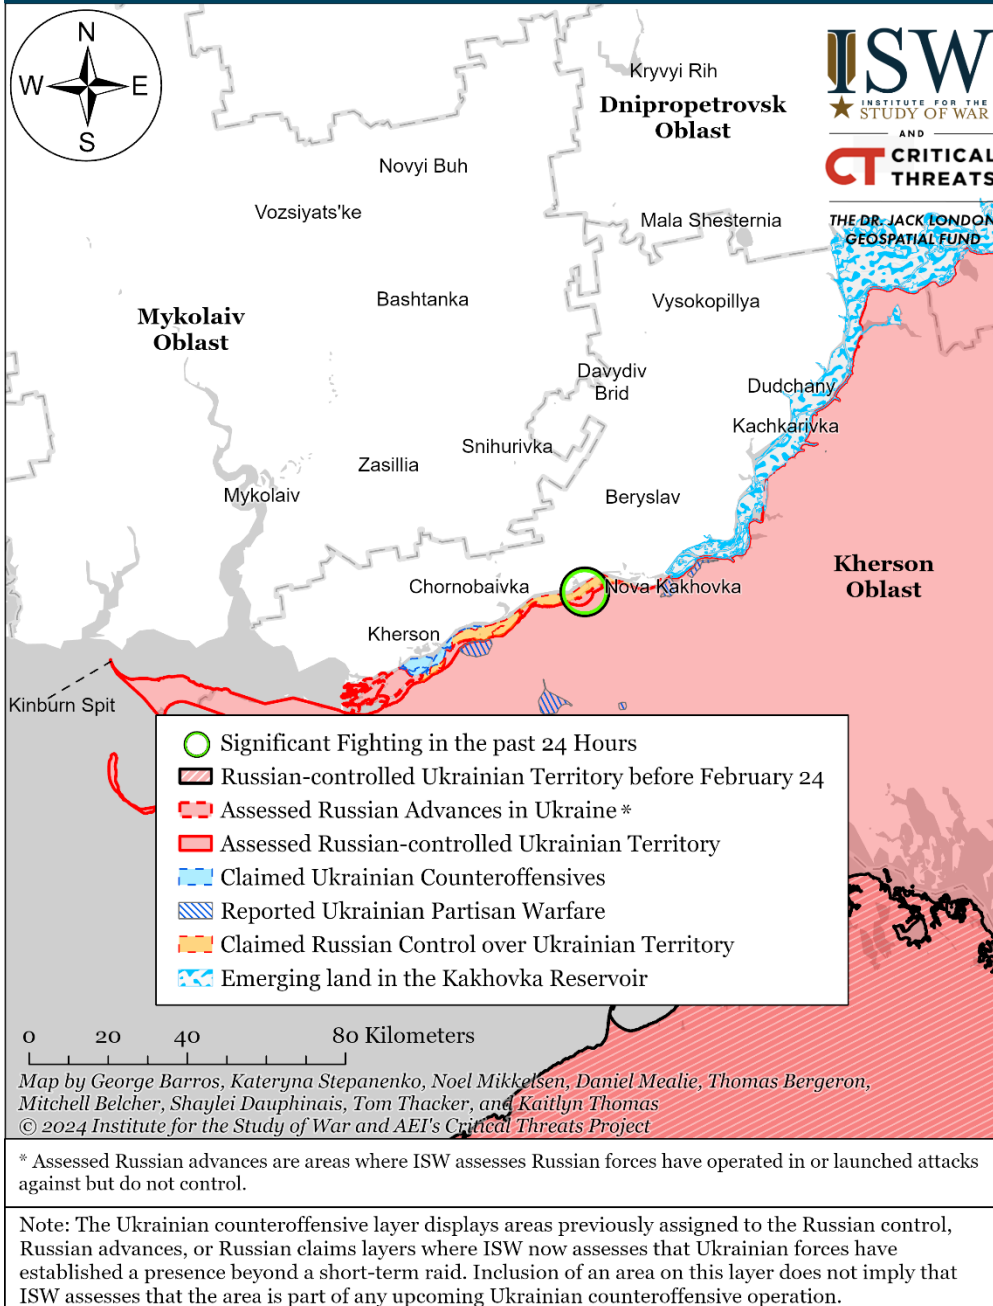 N
W E
S
Kryvyi Rih
Dnipropetrovsk
Oblast
ISW
INSTITUTE FOR THE
STUDY OF WAR
AND
CT CRITICAL
THREATS
THE DR. JACK LONDON
GEOSPATIAL FUND
Novyi Buh
Vozsiyats'ke
Mala Shesternia
Bashtanka
Vysokopillya
Mykolaiv
Oblast
Davydiv
Brid
Dudchany
Kachkarivka
Snihurivka
Zasillia
Mykolaiv
Beryslav
Kherson
Oblast
Chornobaivka
Nova Kakhovka
Kherson
Kinburn Spit
Significant Fighting in the past 24 Hours
Russian-controlled Ukrainian Territory before February 24
Assessed Russian Advances in Ukraine *
Assessed Russian-controlled Ukrainian Territory
Claimed Ukrainian Counteroffensives
Reported Ukrainian Partisan Warfare
Claimed Russian Control over Ukrainian Territory
Emerging land in the Kakhovka Reservoir
0 20 40 80 Kilometers
Map by George Barros, Kateryna Stepanenko, Noel Mikkelsen, Daniel Mealie, Thomas Bergeron,
Mitchell Belcher, Shaylei Dauphinais, Tom Thacker, and Kaitlyn Thomas
© 2024 Institute for the Study of War and AEI's Critical Threats Project
* Assessed Russian advances are areas where ISW assesses Russian forces have operated in or launched attacks
against but do not control.
Note: The Ukrainian counteroffensive layer displays areas previously assigned to the Russian control,
Russian advances, or Russian claims layers where ISW now assesses that Ukrainian forces have
established a presence beyond a short-term raid. Inclusion of an area on this layer does not imply that
ISW assesses that the area is part of any upcoming Ukrainian counteroffensive operation.